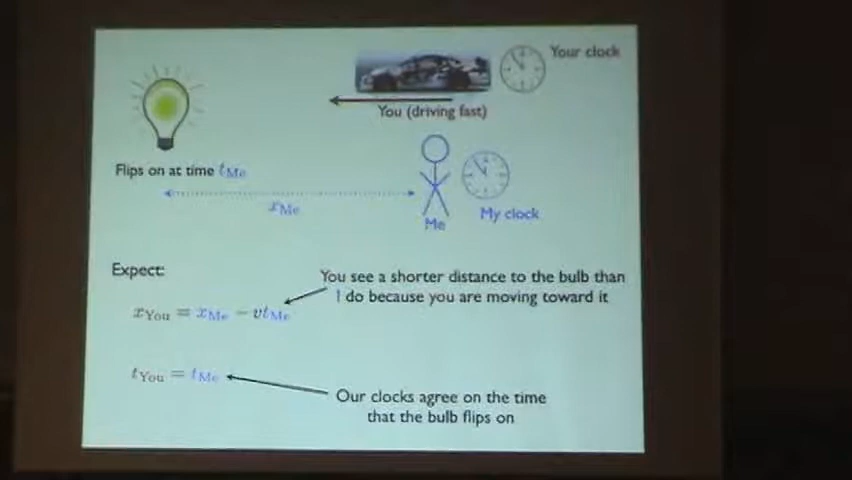 Your clock
You (driving fast)
Flips on at time tMe
xMe
My clock
Me
Expect:
You see a shorter distance to the bulb than
I do because you are moving toward it
xYou = xMe − vtMe
tYou = tMe
Our clocks agree on the time
that the bulb flips on